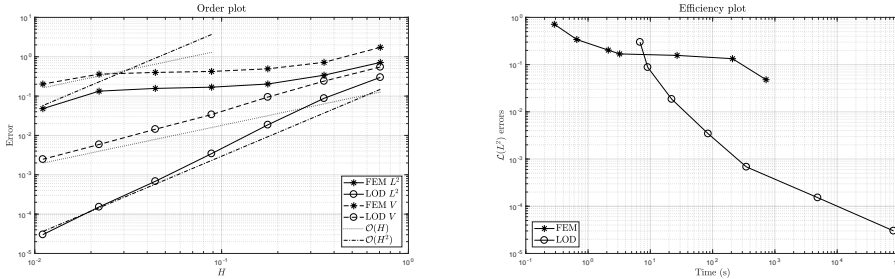 Order plot
10^1
10^0
10^-1
10^-2
10^-3
10^-4
10^-5
Error
FEM L^2
LOD L^2
FEM V
LOD V
O(H)
O(H^2)
10^-2
10^-1
10^0
H
Efficiency plot
10^0
10^-1
10^-2
10^-3
10^-4
10^-5
L(L^2) errors
FEM
LOD
10^-1
10^0
10^1
10^2
10^3
10^4
Time (s)